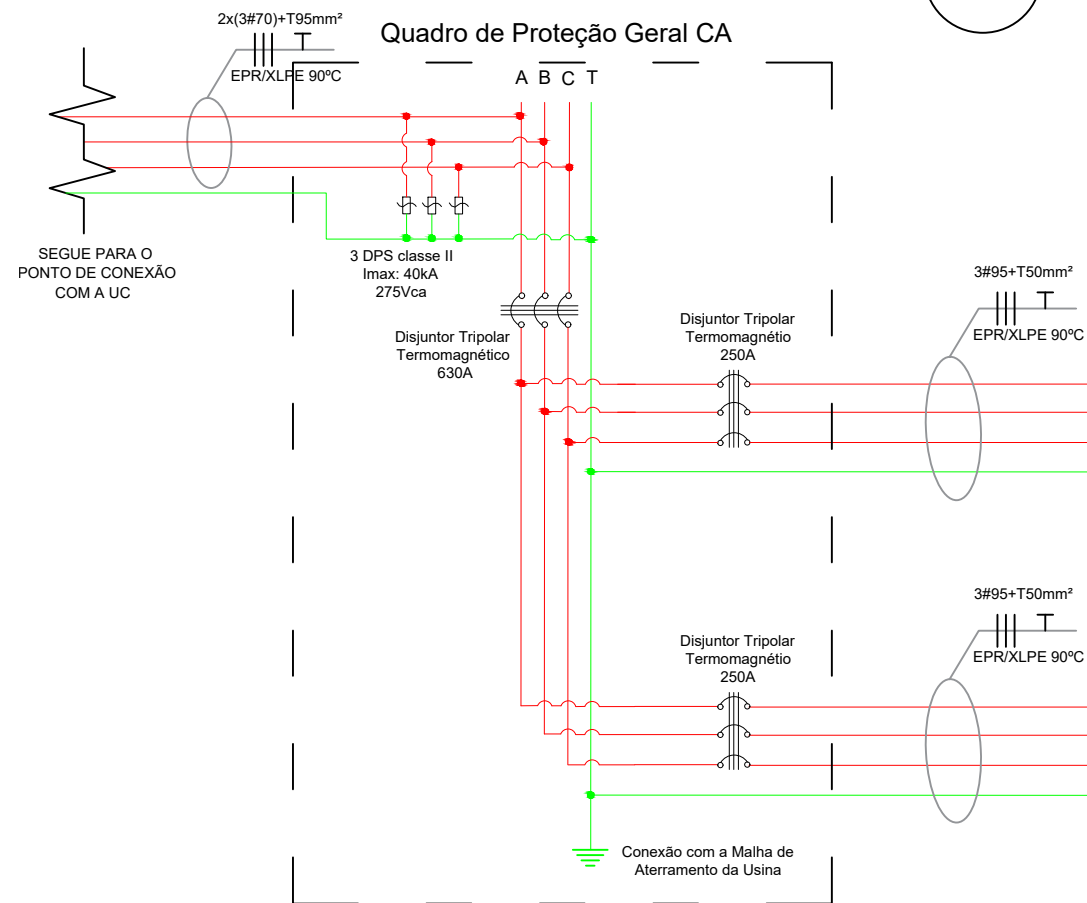 2x(3#70)+T95mm²
EPR/XLPE 90ºC
Quadro de Proteção Geral CA
A B C T
SEGUE PARA O
PONTO DE CONEXÃO
COM A UC
3 DPS classe II
Imax: 40kA
275Vca
Disjuntor Tripolar
Termomagnético
630A
Disjuntor Tripolar
Termomagnétio
250A
3#95+T50mm²
EPR/XLPE 90ºC
Disjuntor Tripolar
Termomagnétio
250A
3#95+T50mm²
EPR/XLPE 90ºC
Conexão com a Malha de
Aterramento da Usina